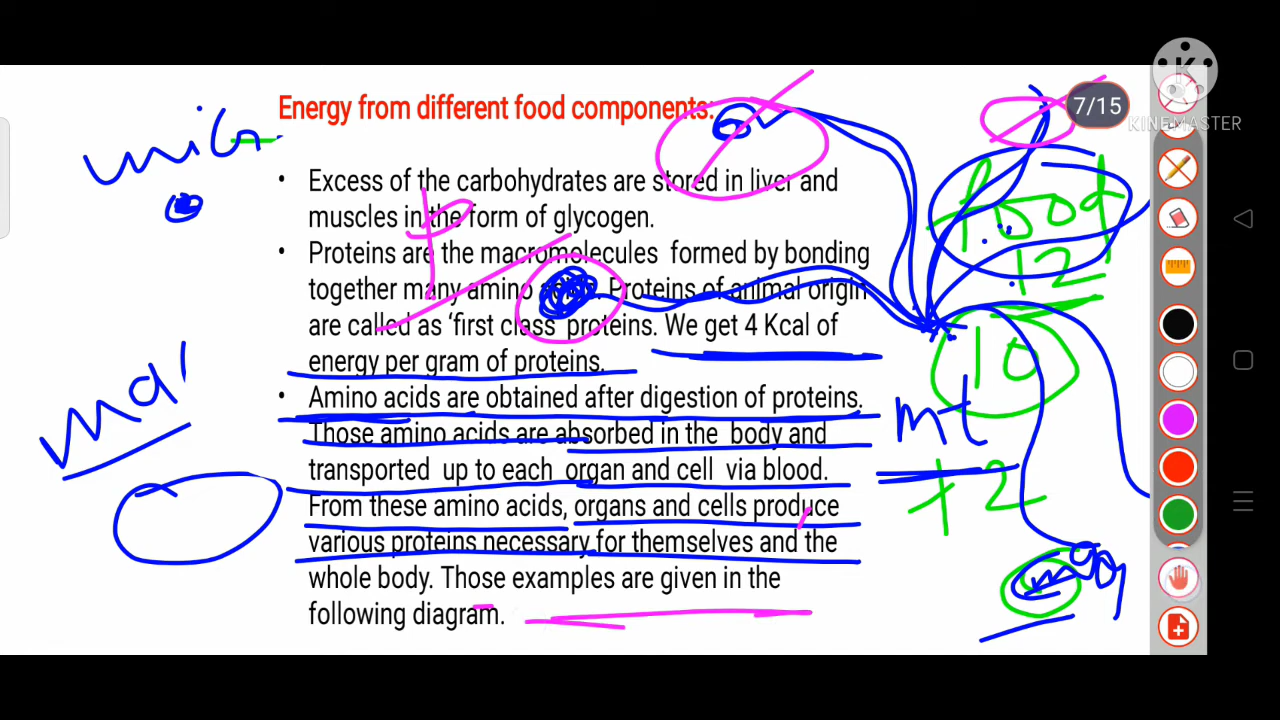 7/15
KINEMASTER
Energy from different food components:
• Excess of the carbohydrates are stored in liver and
muscles in the form of glycogen.
• Proteins are the macromolecules formed by bonding
together many amino acids. Proteins of animal origin
are called as ‘first class’ proteins. We get 4 Kcal of
energy per gram of proteins.
• Amino acids are obtained after digestion of proteins.
Those amino acids are absorbed in the body and
transported up to each organ and cell via blood.
From these amino acids, organs and cells produce
various proteins necessary for themselves and the
whole body. Those examples are given in the
following diagram.
food
12
10
mt
+2